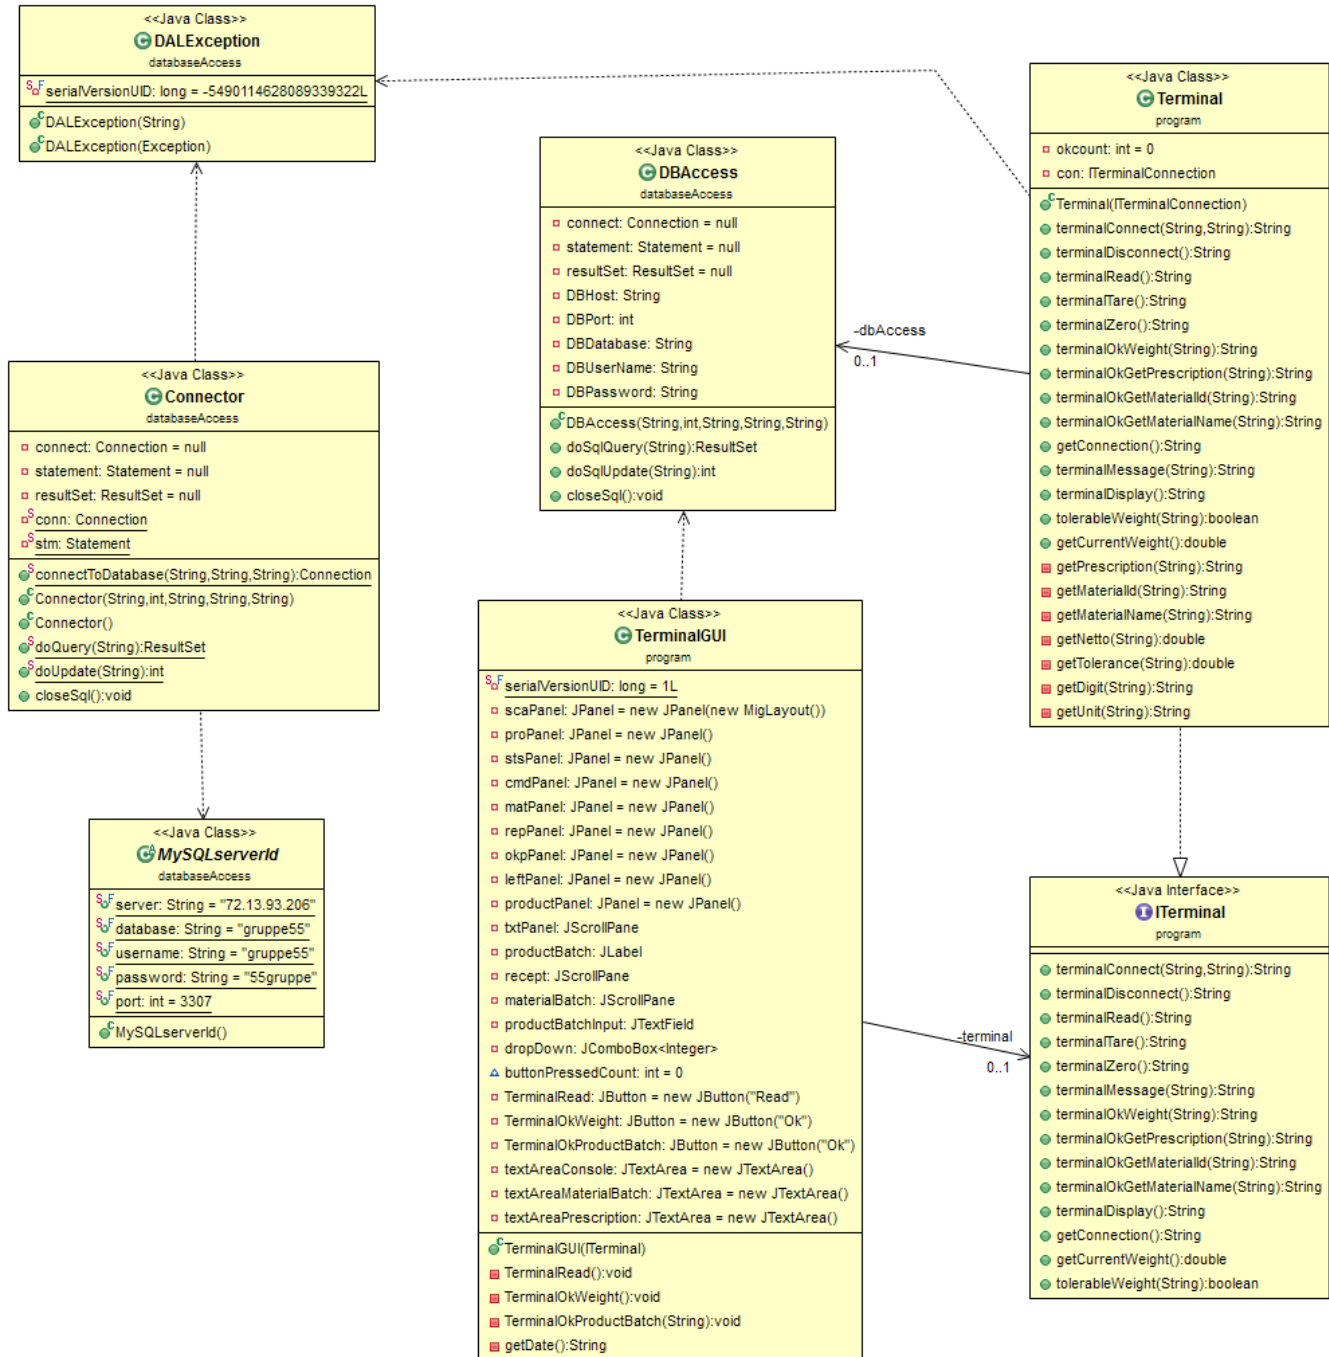 <<Java Class>>
DALException
databaseAccess
serialVersionUID: long = -5490114628089339322L
DALException(String)
DALException(Exception)
<<Java Class>>
Connector
databaseAccess
connect: Connection = null
statement: Statement = null
resultSet: ResultSet = null
conn: Connection
stm: Statement
connectToDatabase(String,String,String):Connection
Connector(String,int,String,String,String)
Connector()
doQuery(String):ResultSet
doUpdate(String):int
closeSql():void
<<Java Class>>
MySQLserverId
databaseAccess
server: String = "72.13.93.206"
database: String = "gruppe55"
username: String = "gruppe55"
password: String = "55gruppe"
port: int = 3307
MySQLserverId()
<<Java Class>>
DBAccess
databaseAccess
connect: Connection = null
statement: Statement = null
resultSet: ResultSet = null
DBHost: String
DBPort: int
DBDatabase: String
DBUserName: String
DBPassword: String
DBAccess(String,int,String,String,String)
doSqlQuery(String):ResultSet
doSqlUpdate(String):int
closeSql():void
-dbAccess
0..1
<<Java Class>>
TerminalGUI
program
serialVersionUID: long = 1L
scaPanel: JPanel = new JPanel(new MigLayout())
proPanel: JPanel = new JPanel()
stsPanel: JPanel = new JPanel()
cmdPanel: JPanel = new JPanel()
matPanel: JPanel = new JPanel()
repPanel: JPanel = new JPanel()
okpPanel: JPanel = new JPanel()
leftPanel: JPanel = new JPanel()
productPanel: JPanel = new JPanel()
txtPanel: JScrollPane
productBatch: JLabel
recept: JScrollPane
materialBatch: JScrollPane
productBatchInput: JTextField
dropDown: JComboBox<Integer>
buttonPressedCount: int = 0
TerminalRead: JButton = new JButton("Read")
TerminalOkWeight: JButton = new JButton("Ok")
TerminalOkProductBatch: JButton = new JButton("Ok")
textAreaConsole: JTextArea = new JTextArea()
textAreaMaterialBatch: JTextArea = new JTextArea()
textAreaPrescription: JTextArea = new JTextArea()
TerminalGUI(ITerminal)
TerminalRead():void
TerminalOkWeight():void
TerminalOkProductBatch(String):void
getDate():String
-terminal
0..1
<<Java Class>>
Terminal
program
okcount: int = 0
con: ITerminalConnection
Terminal(ITerminalConnection)
terminalConnect(String,String):String
terminalDisconnect():String
terminalRead():String
terminalTare():String
terminalZero():String
terminalOkWeight(String):String
terminalOkGetPrescription(String):String
terminalOkGetMaterialId(String):String
terminalOkGetMaterialName(String):String
getConnection():String
terminalMessage(String):String
terminalDisplay():String
tolerableWeight(String):boolean
getCurrentWeight():double
getPrescription(String):String
getMaterialId(String):String
getMaterialName(String):String
getNetto(String):double
getTolerance(String):double
getDigit(String):String
getUnit(String):String
<<Java Interface>>
ITerminal
program
terminalConnect(String,String):String
terminalDisconnect():String
terminalRead():String
terminalTare():String
terminalZero():String
terminalMessage(String):String
terminalOkWeight(String):String
terminalOkGetPrescription(String):String
terminalOkGetMaterialId(String):String
terminalOkGetMaterialName(String):String
terminalDisplay():String
getConnection():String
getCurrentWeight():double
tolerableWeight(String):boolean